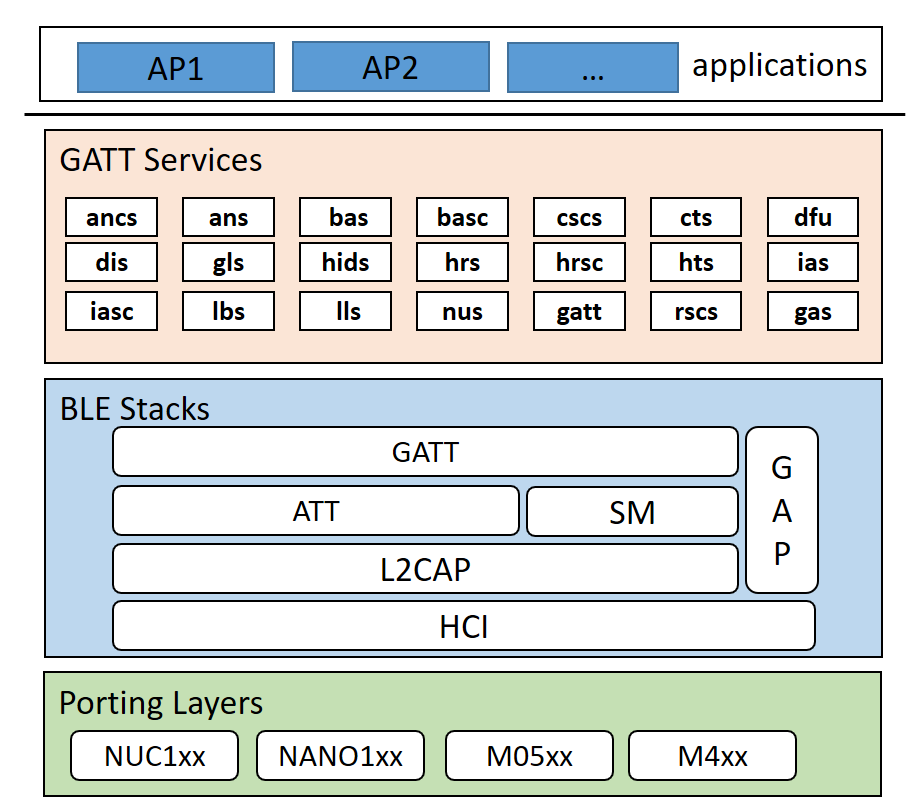 AP1 AP2 ... applications
GATT Services
ancs ans bas basc cscs cts dfu
dis gls hids hrs hrsc hts ias
iasc lbs lls nus gatt rscs gas
BLE Stacks
GATT
ATT SM
L2CAP
GAP
HCI
Porting Layers
NUC1xx NANO1xx M05xx M4xx